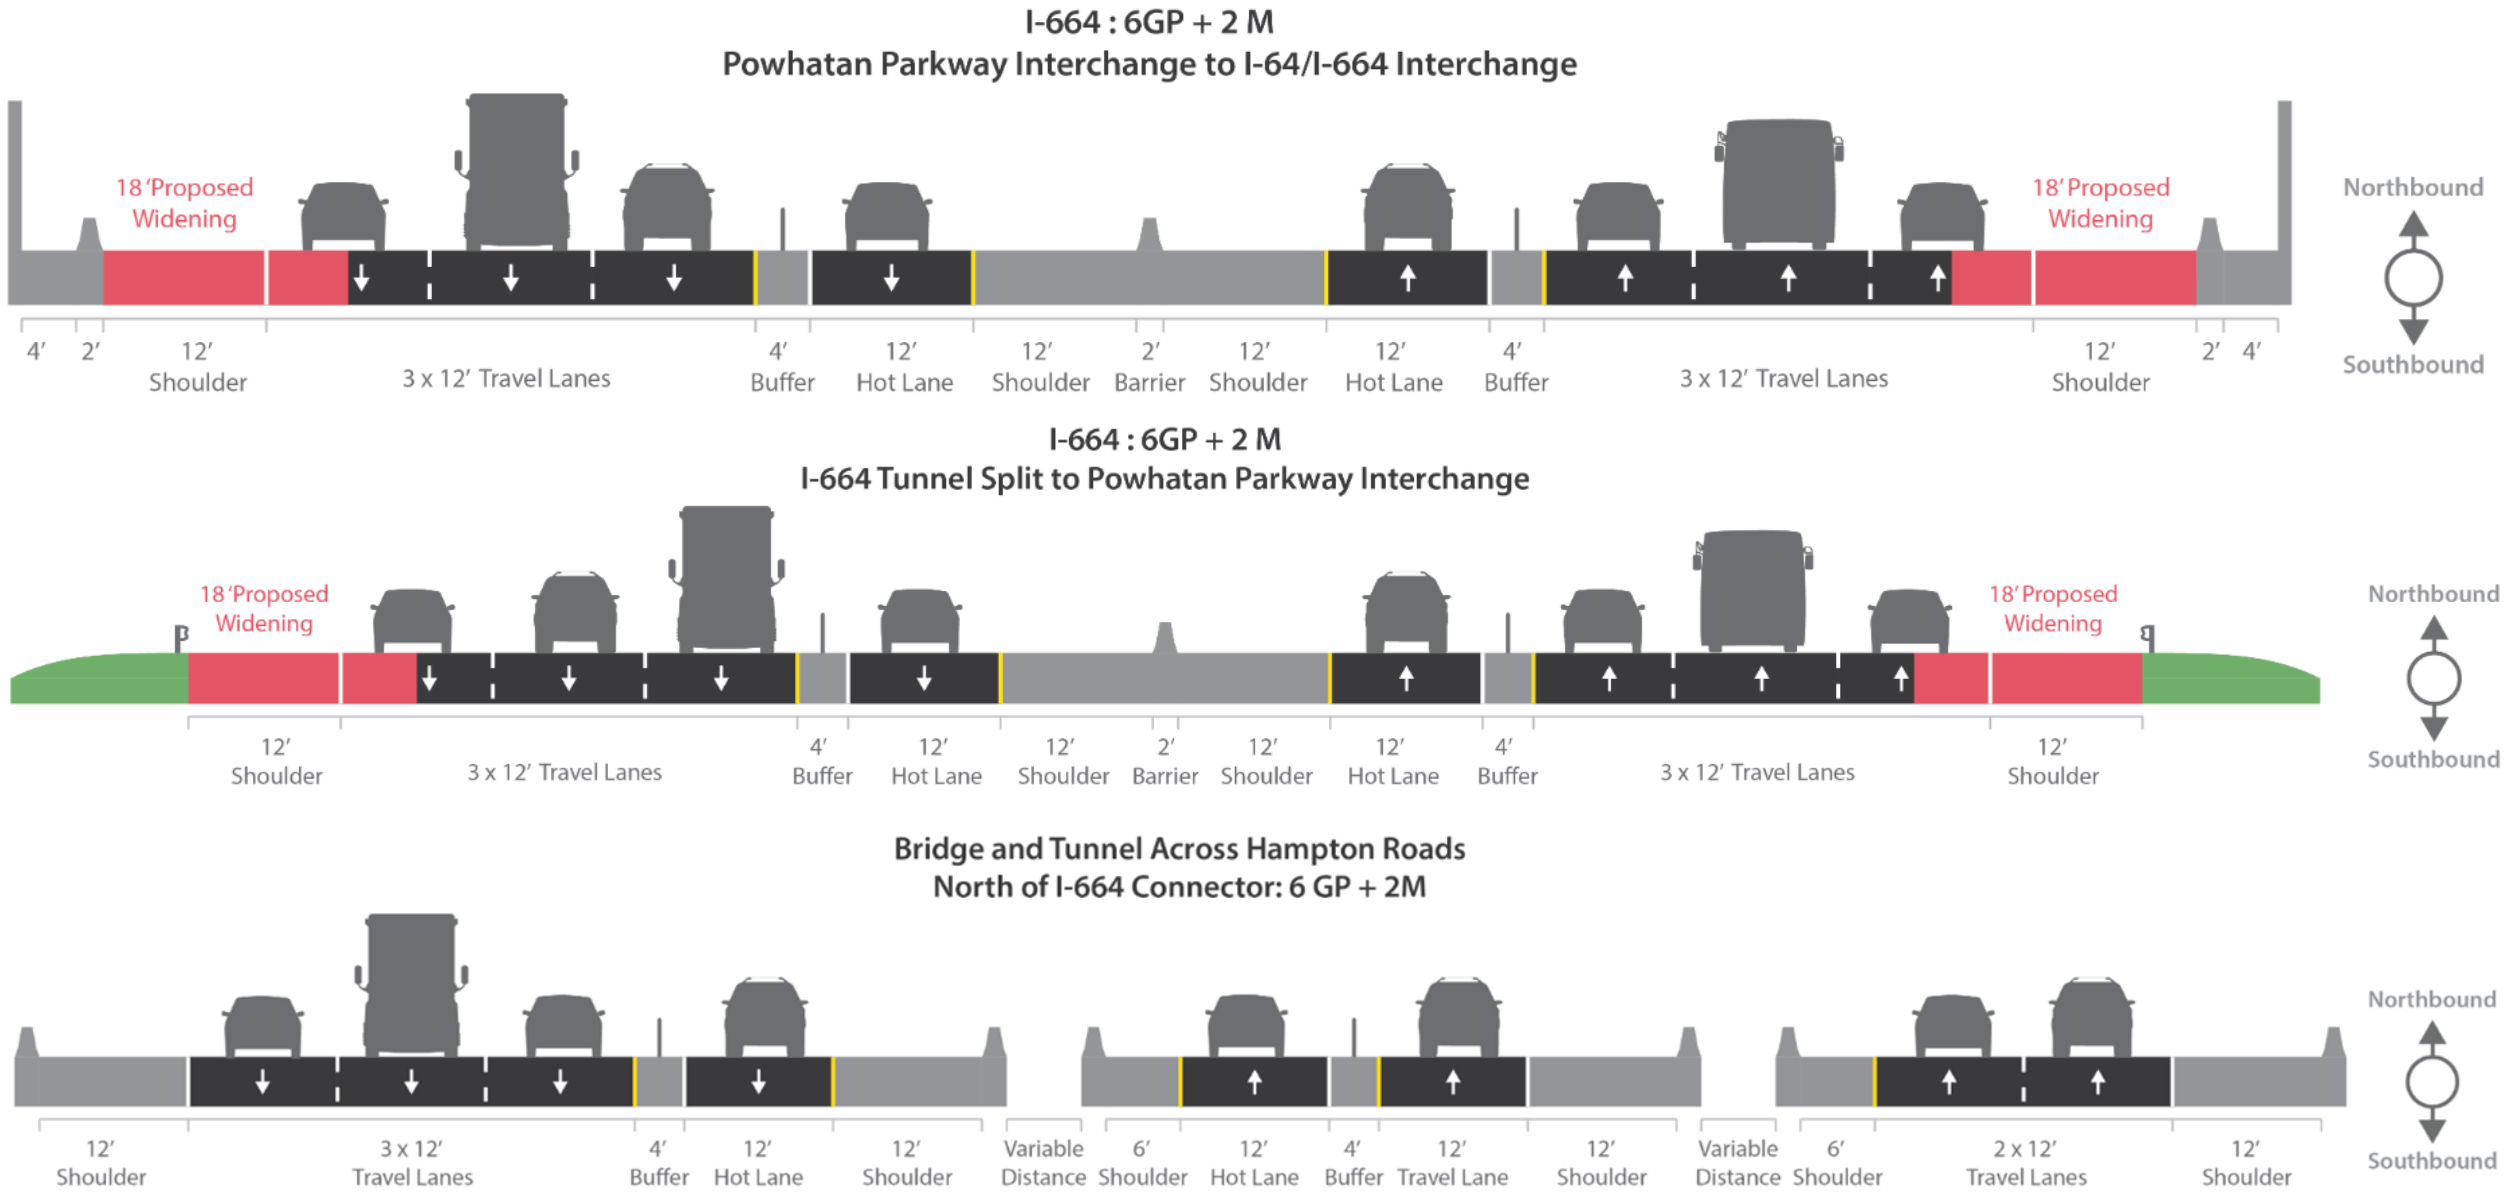 I-664 : 6GP + 2 M
Powhatan Parkway Interchange to I-64/I-664 Interchange
18 ‘Proposed
Widening
18’ Proposed
Widening
Northbound
Southbound
4’ 2’ 12’ 4’ 12’ 12’ 2’ 12’ 12’ 4’ 12’ 2’ 4’
Shoulder 3 x 12’ Travel Lanes Buffer Hot Lane Shoulder Barrier Shoulder Hot Lane Buffer 3 x 12’ Travel Lanes Shoulder
I-664 : 6GP + 2 M
I-664 Tunnel Split to Powhatan Parkway Interchange
18 ‘Proposed
Widening
18’ Proposed
Widening
Northbound
Southbound
12’ 4’ 12’ 12’ 2’ 12’ 12’ 4’ 12’
Shoulder 3 x 12’ Travel Lanes Buffer Hot Lane Shoulder Barrier Shoulder Hot Lane Buffer 3 x 12’ Travel Lanes Shoulder
Bridge and Tunnel Across Hampton Roads
North of I-664 Connector: 6 GP + 2M
Northbound
Southbound
12’ 3 x 12’ 4’ 12’ 12’ Variable 6’ 12’ 4’ 12’ 12’ Variable 6’ 2 x 12’ 12’
Shoulder Travel Lanes Buffer Hot Lane Shoulder Distance Shoulder Hot Lane Buffer Travel Lane Shoulder Distance Shoulder Travel Lanes Shoulder